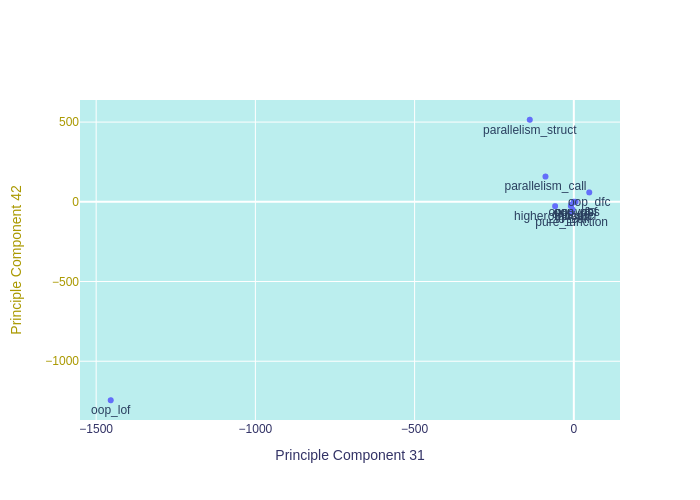 500
parallelism_struct
parallelism_call
0
oop_dfc
pure_function
−500
−1000
oop_lof
−1500
−1000
−500
0
Principle Component 42
Principle Component 31